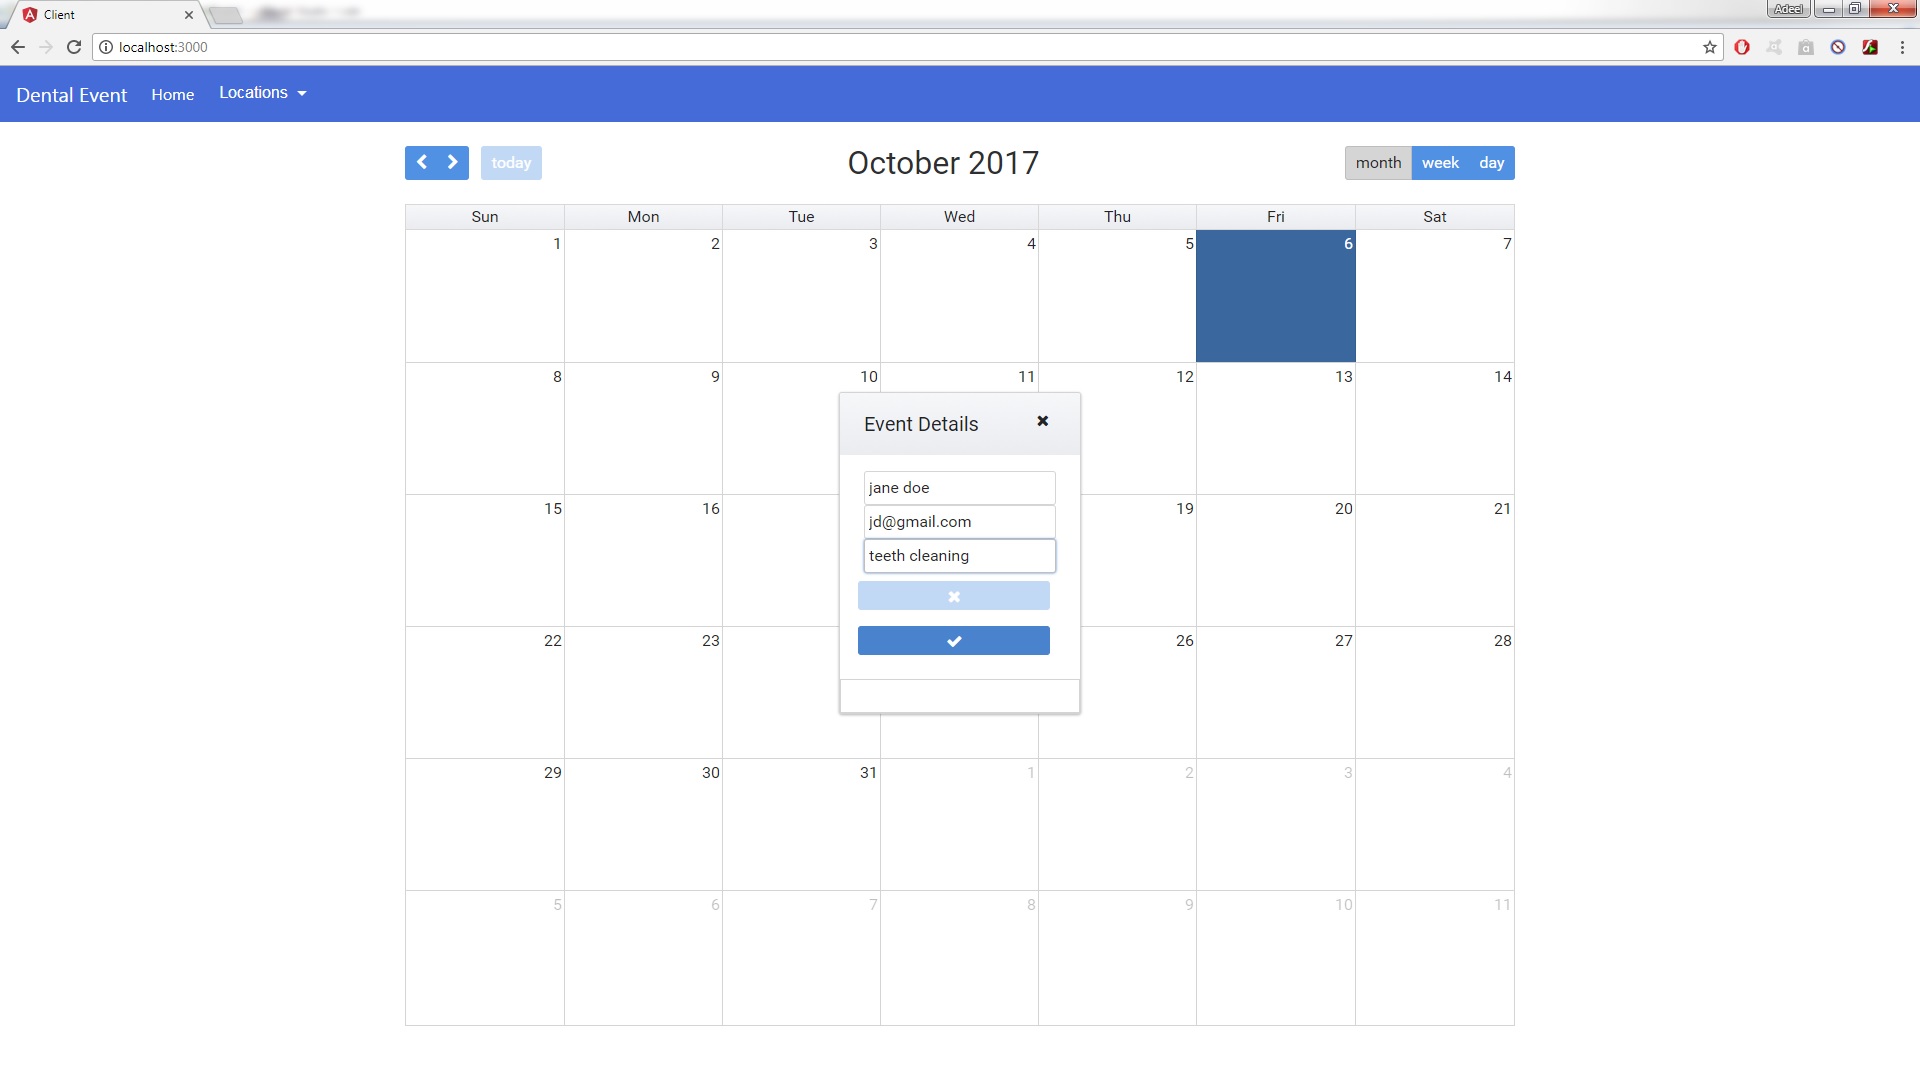 Client
Adeel
localhost:3000
Dental Event Home Locations
today October 2017 month week day
Sun Mon Tue Wed Thu Fri Sat
1 2 3 4 5 6 7
8 9 10 11 12 13 14
Event Details
jane doe
15 16 19 20 21
jd@gmail.com
teeth cleaning
22 23 26 27 28
29 30 31 1 2 3 4
5 6 7 8 9 10 11